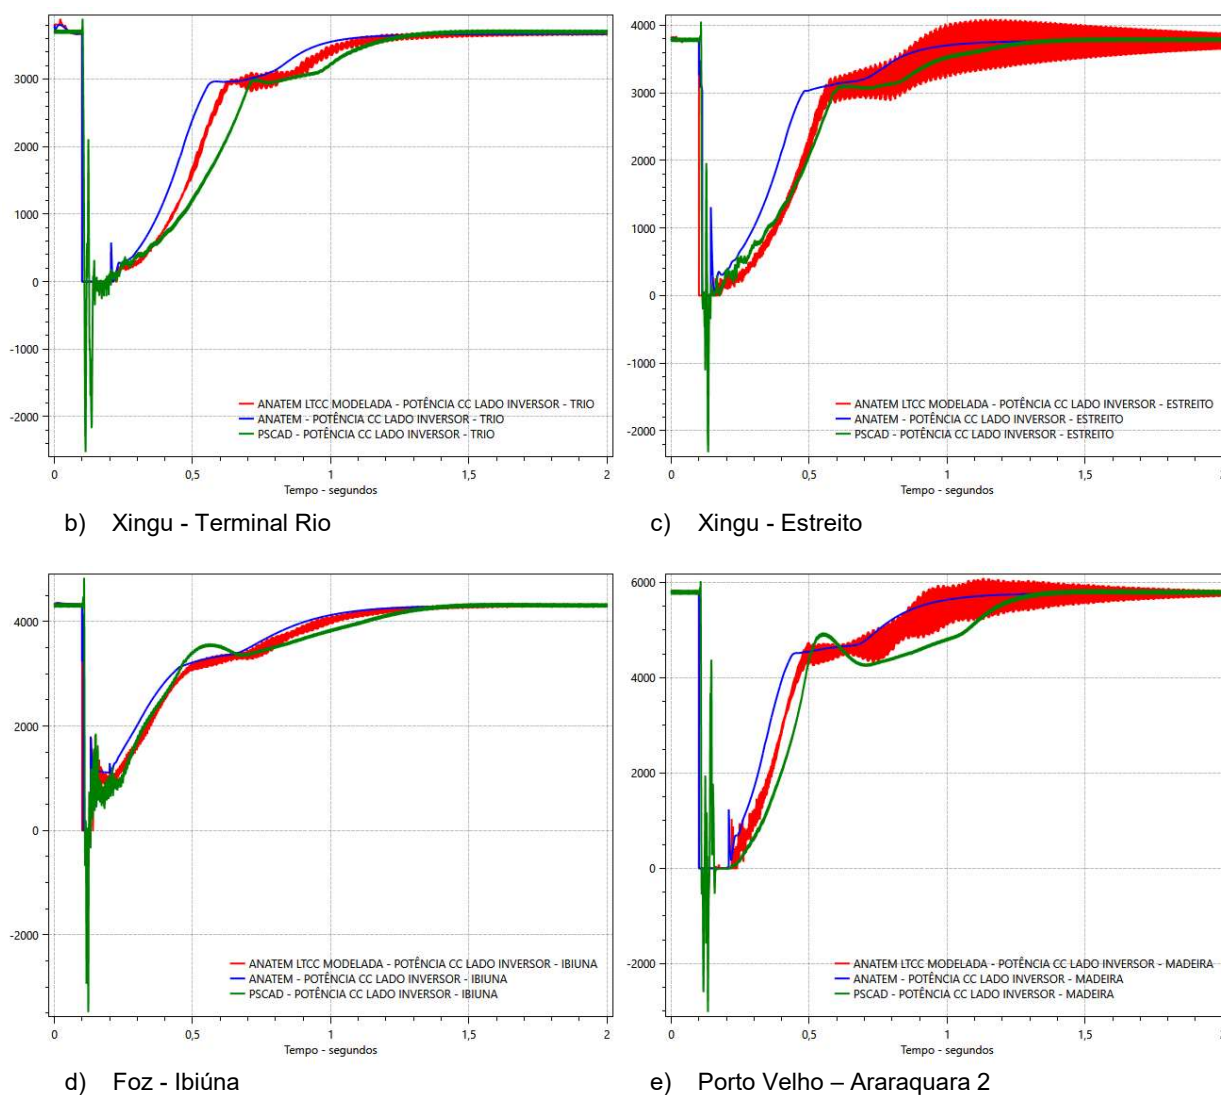 3000
2000
1000
0
-1000
-2000
ANATEM LTCC MODELADA - POTÊNCIA CC LADO INVERSOR - TRIO
ANATEM - POTÊNCIA CC LADO INVERSOR - TRIO
PSCAD - POTÊNCIA CC LADO INVERSOR - TRIO
0 0,5 1 1,5 2
Tempo - segundos
b) Xingu - Terminal Rio
4000
3000
2000
1000
0
-1000
-2000
ANATEM LTCC MODELADA - POTÊNCIA CC LADO INVERSOR - ESTREITO
ANATEM - POTÊNCIA CC LADO INVERSOR - ESTREITO
PSCAD - POTÊNCIA CC LADO INVERSOR - ESTREITO
0 0,5 1 1,5
Tempo - segundos
c) Xingu - Estreito
4000
2000
0
-2000
ANATEM LTCC MODELADA - POTÊNCIA CC LADO INVERSOR - IBIUNA
ANATEM - POTÊNCIA CC LADO INVERSOR - IBIUNA
PSCAD - POTÊNCIA CC LADO INVERSOR - IBIUNA
0 0,5 1 1,5 2
Tempo - segundos
d) Foz - Ibiúna
6000
4000
2000
0
-2000
ANATEM LTCC MODELADA - POTÊNCIA CC LADO INVERSOR - MADEIRA
ANATEM - POTÊNCIA CC LADO INVERSOR - MADEIRA
PSCAD - POTÊNCIA CC LADO INVERSOR - MADEIRA
0 0,5 1 1,5
Tempo - segundos
e) Porto Velho – Araraquara 2